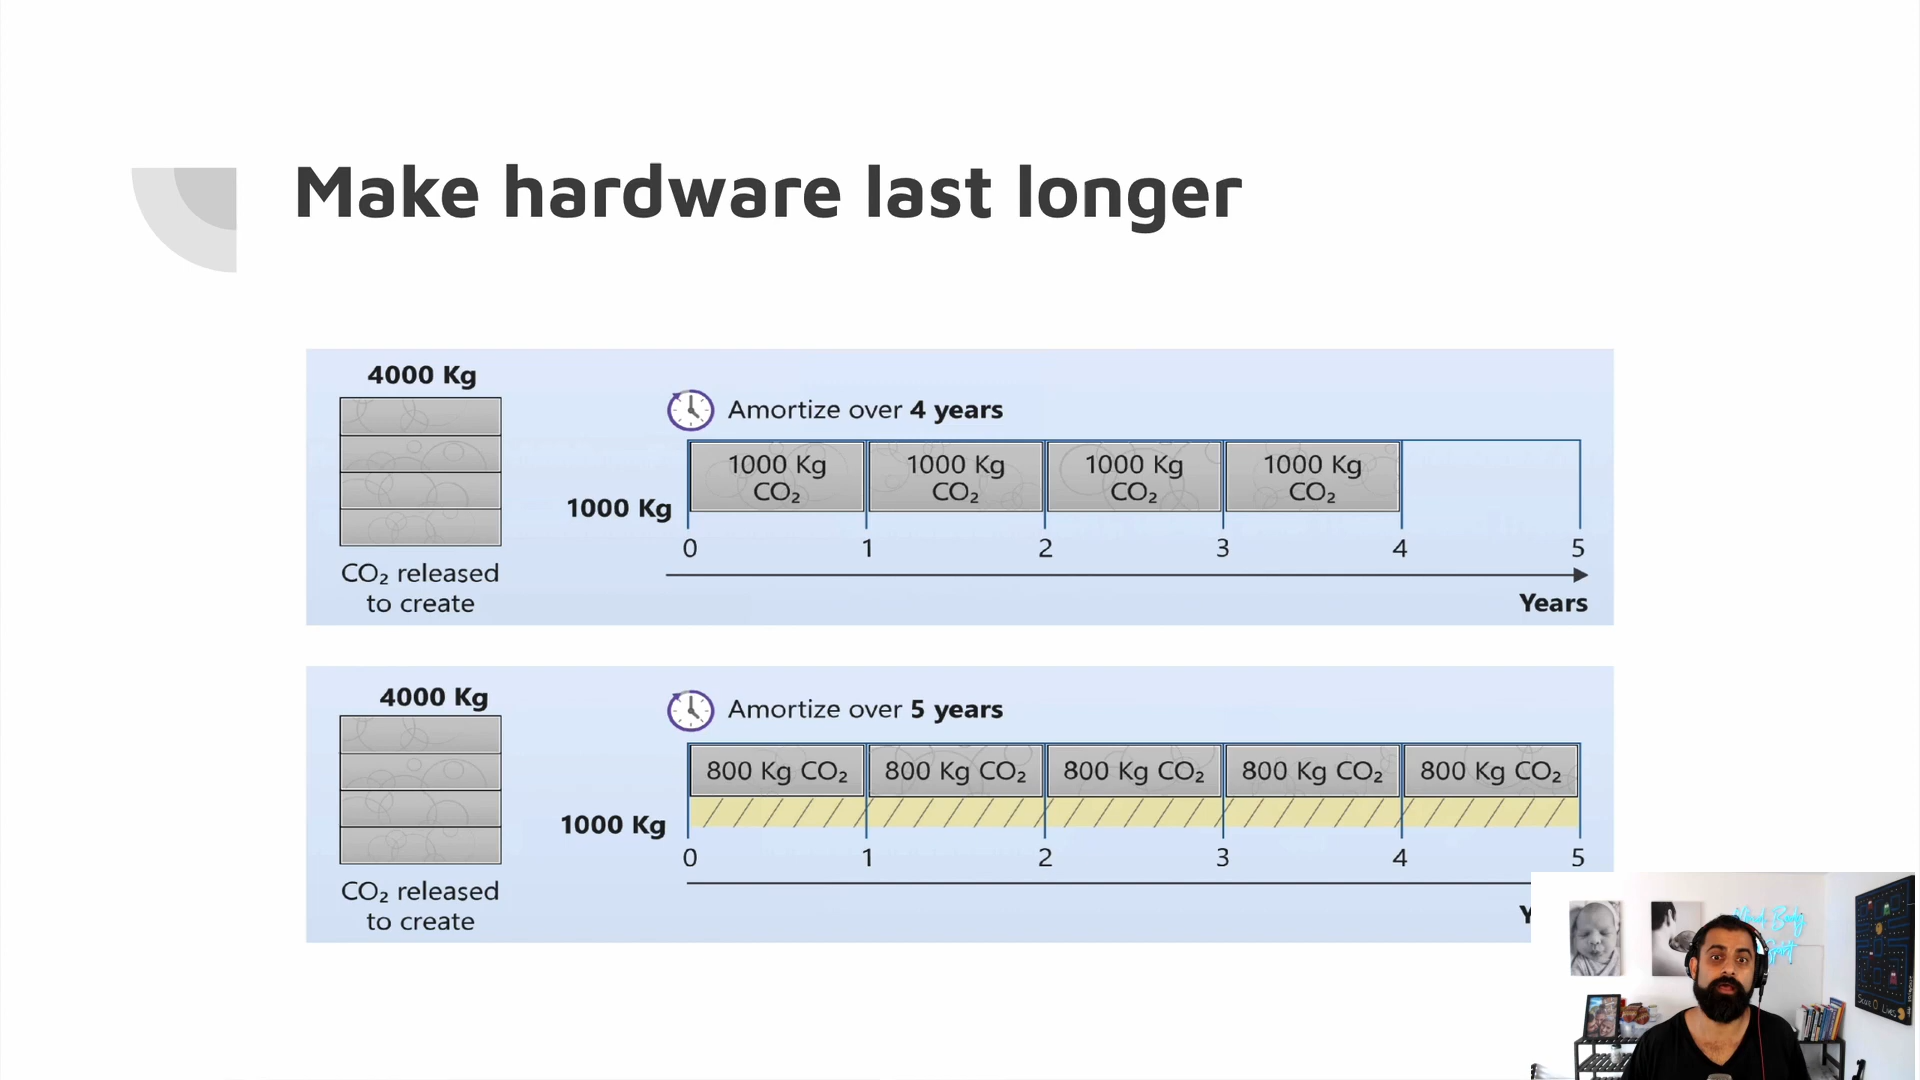 Make hardware last longer
4000 Kg
CO₂ released
to create
Amortize over 4 years
1000 Kg
CO₂
1000 Kg
CO₂
1000 Kg
CO₂
1000 Kg
CO₂
1000 Kg
0 1 2 3 4 5
Years
4000 Kg
CO₂ released
to create
Amortize over 5 years
800 Kg CO₂
800 Kg CO₂
800 Kg CO₂
800 Kg CO₂
800 Kg CO₂
1000 Kg
0 1 2 3 4 5
Y